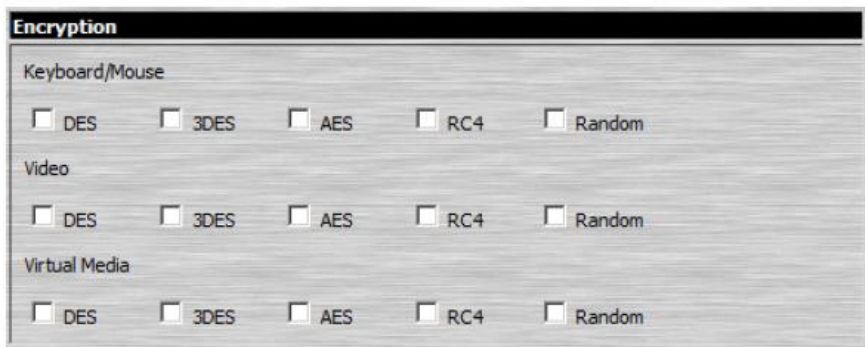 Encryption
Keyboard/Mouse
DES 3DES AES RC4 Random
Video
DES 3DES AES RC4 Random
Virtual Media
DES 3DES AES RC4 Random